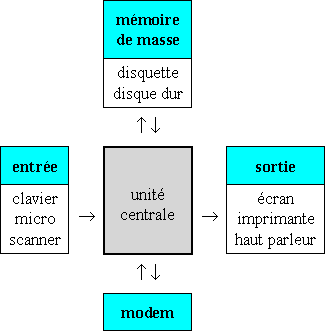 mémoire
de masse
disquette
disque dur
entrée
clavier
micro
scanner
unité
centrale
sortie
écran
imprimante
haut parleur
modem